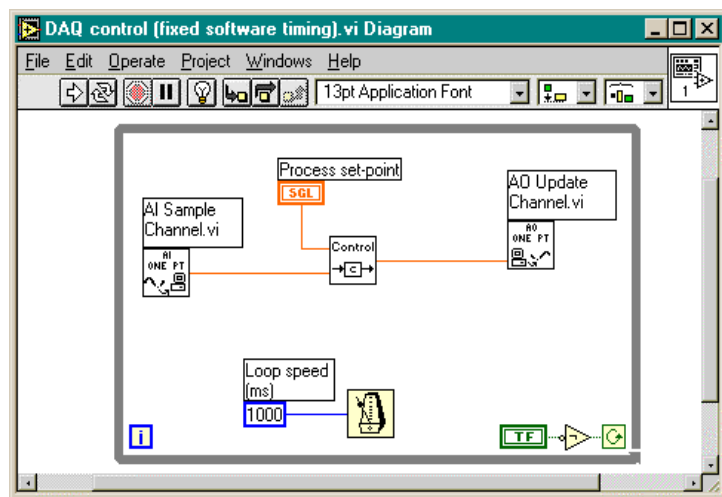 DAQ control (fixed software timing).vi Diagram
File Edit Operate Project Windows Help
13pt Application Font
1
Process set-point
SGL
AI Sample
Channel.vi
AI
ONE PT
Control
C
AO Update
Channel.vi
AO
ONE PT
Loop speed
(ms)
1000
i
TF